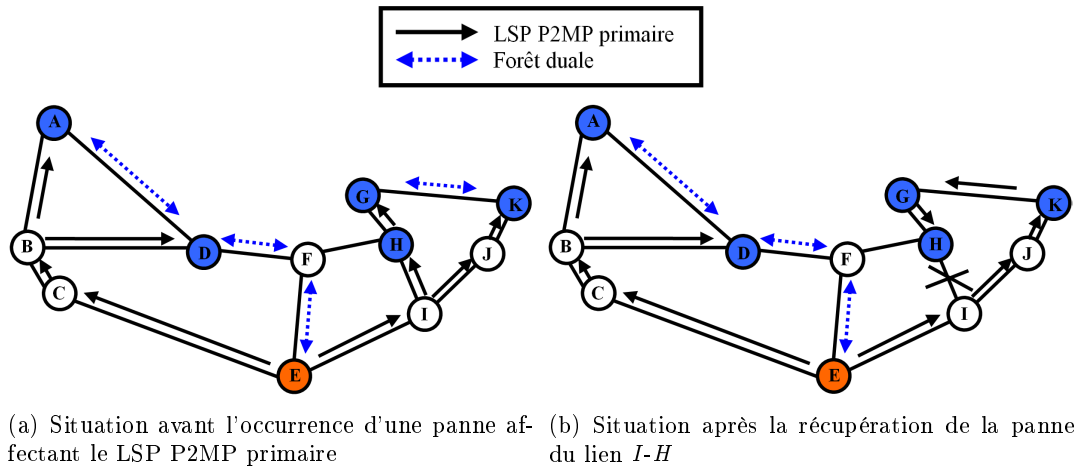 LSP P2MP primaire
Forêt duale
A
G
K
B
D
F
H
J
C
I
E
A
G
K
B
D
F
H
J
C
I
E
(a) Situation avant l'occurrence d'une panne af-
fectant le LSP P2MP primaire
(b) Situation après la récupération de la panne
du lien I-H